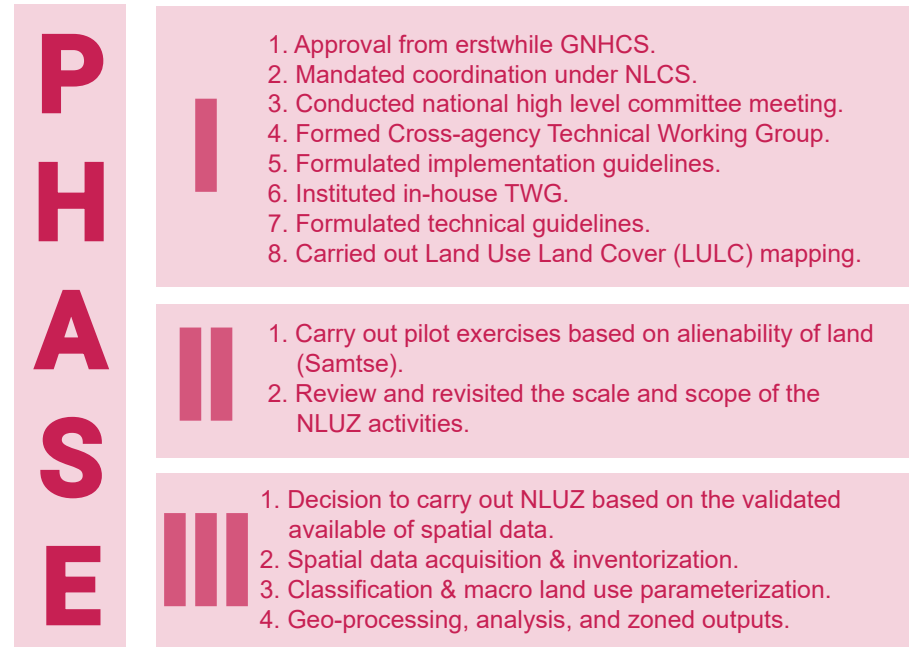 PHASE
I
1. Approval from erstwhile GNHCS.
2. Mandated coordination under NLCS.
3. Conducted national high level committee meeting.
4. Formed Cross-agency Technical Working Group.
5. Formulated implementation guidelines.
6. Instituted in-house TWG.
7. Formulated technical guidelines.
8. Carried out Land Use Land Cover (LULC) mapping.
II
1. Carry out pilot exercises based on alienability of land
(Samtse).
2. Review and revisited the scale and scope of the
NLUZ activities.
III
1. Decision to carry out NLUZ based on the validated
available of spatial data.
2. Spatial data acquisition & inventorization.
3. Classification & macro land use parameterization.
4. Geo-processing, analysis, and zoned outputs.